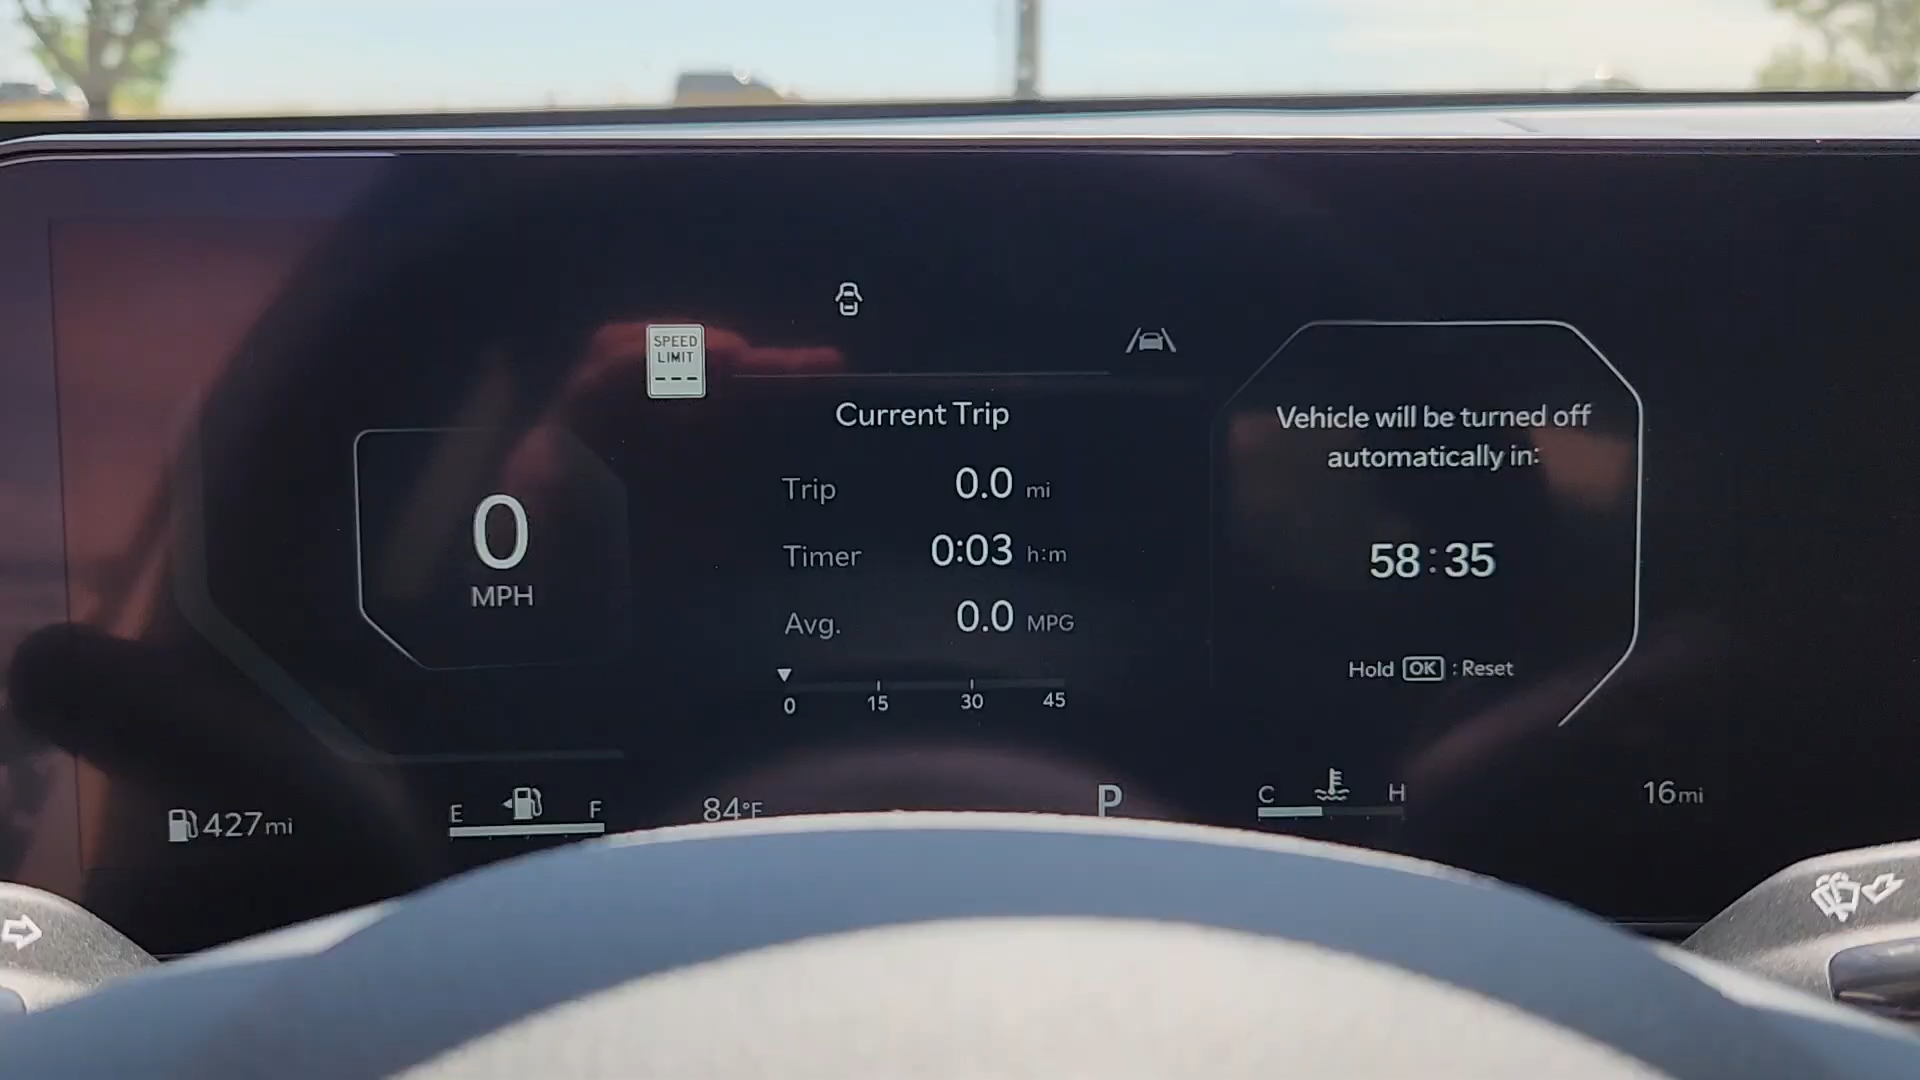 SPEED
LIMIT
---
0
MPH
Current Trip
Trip 0.0 mi
Timer 0:03 h:m
Avg. 0.0 MPG
0 15 30 45
Vehicle will be turned off
automatically in:
58:35
Hold OK : Reset
427mi
E F
84°F
P
C H
16mi